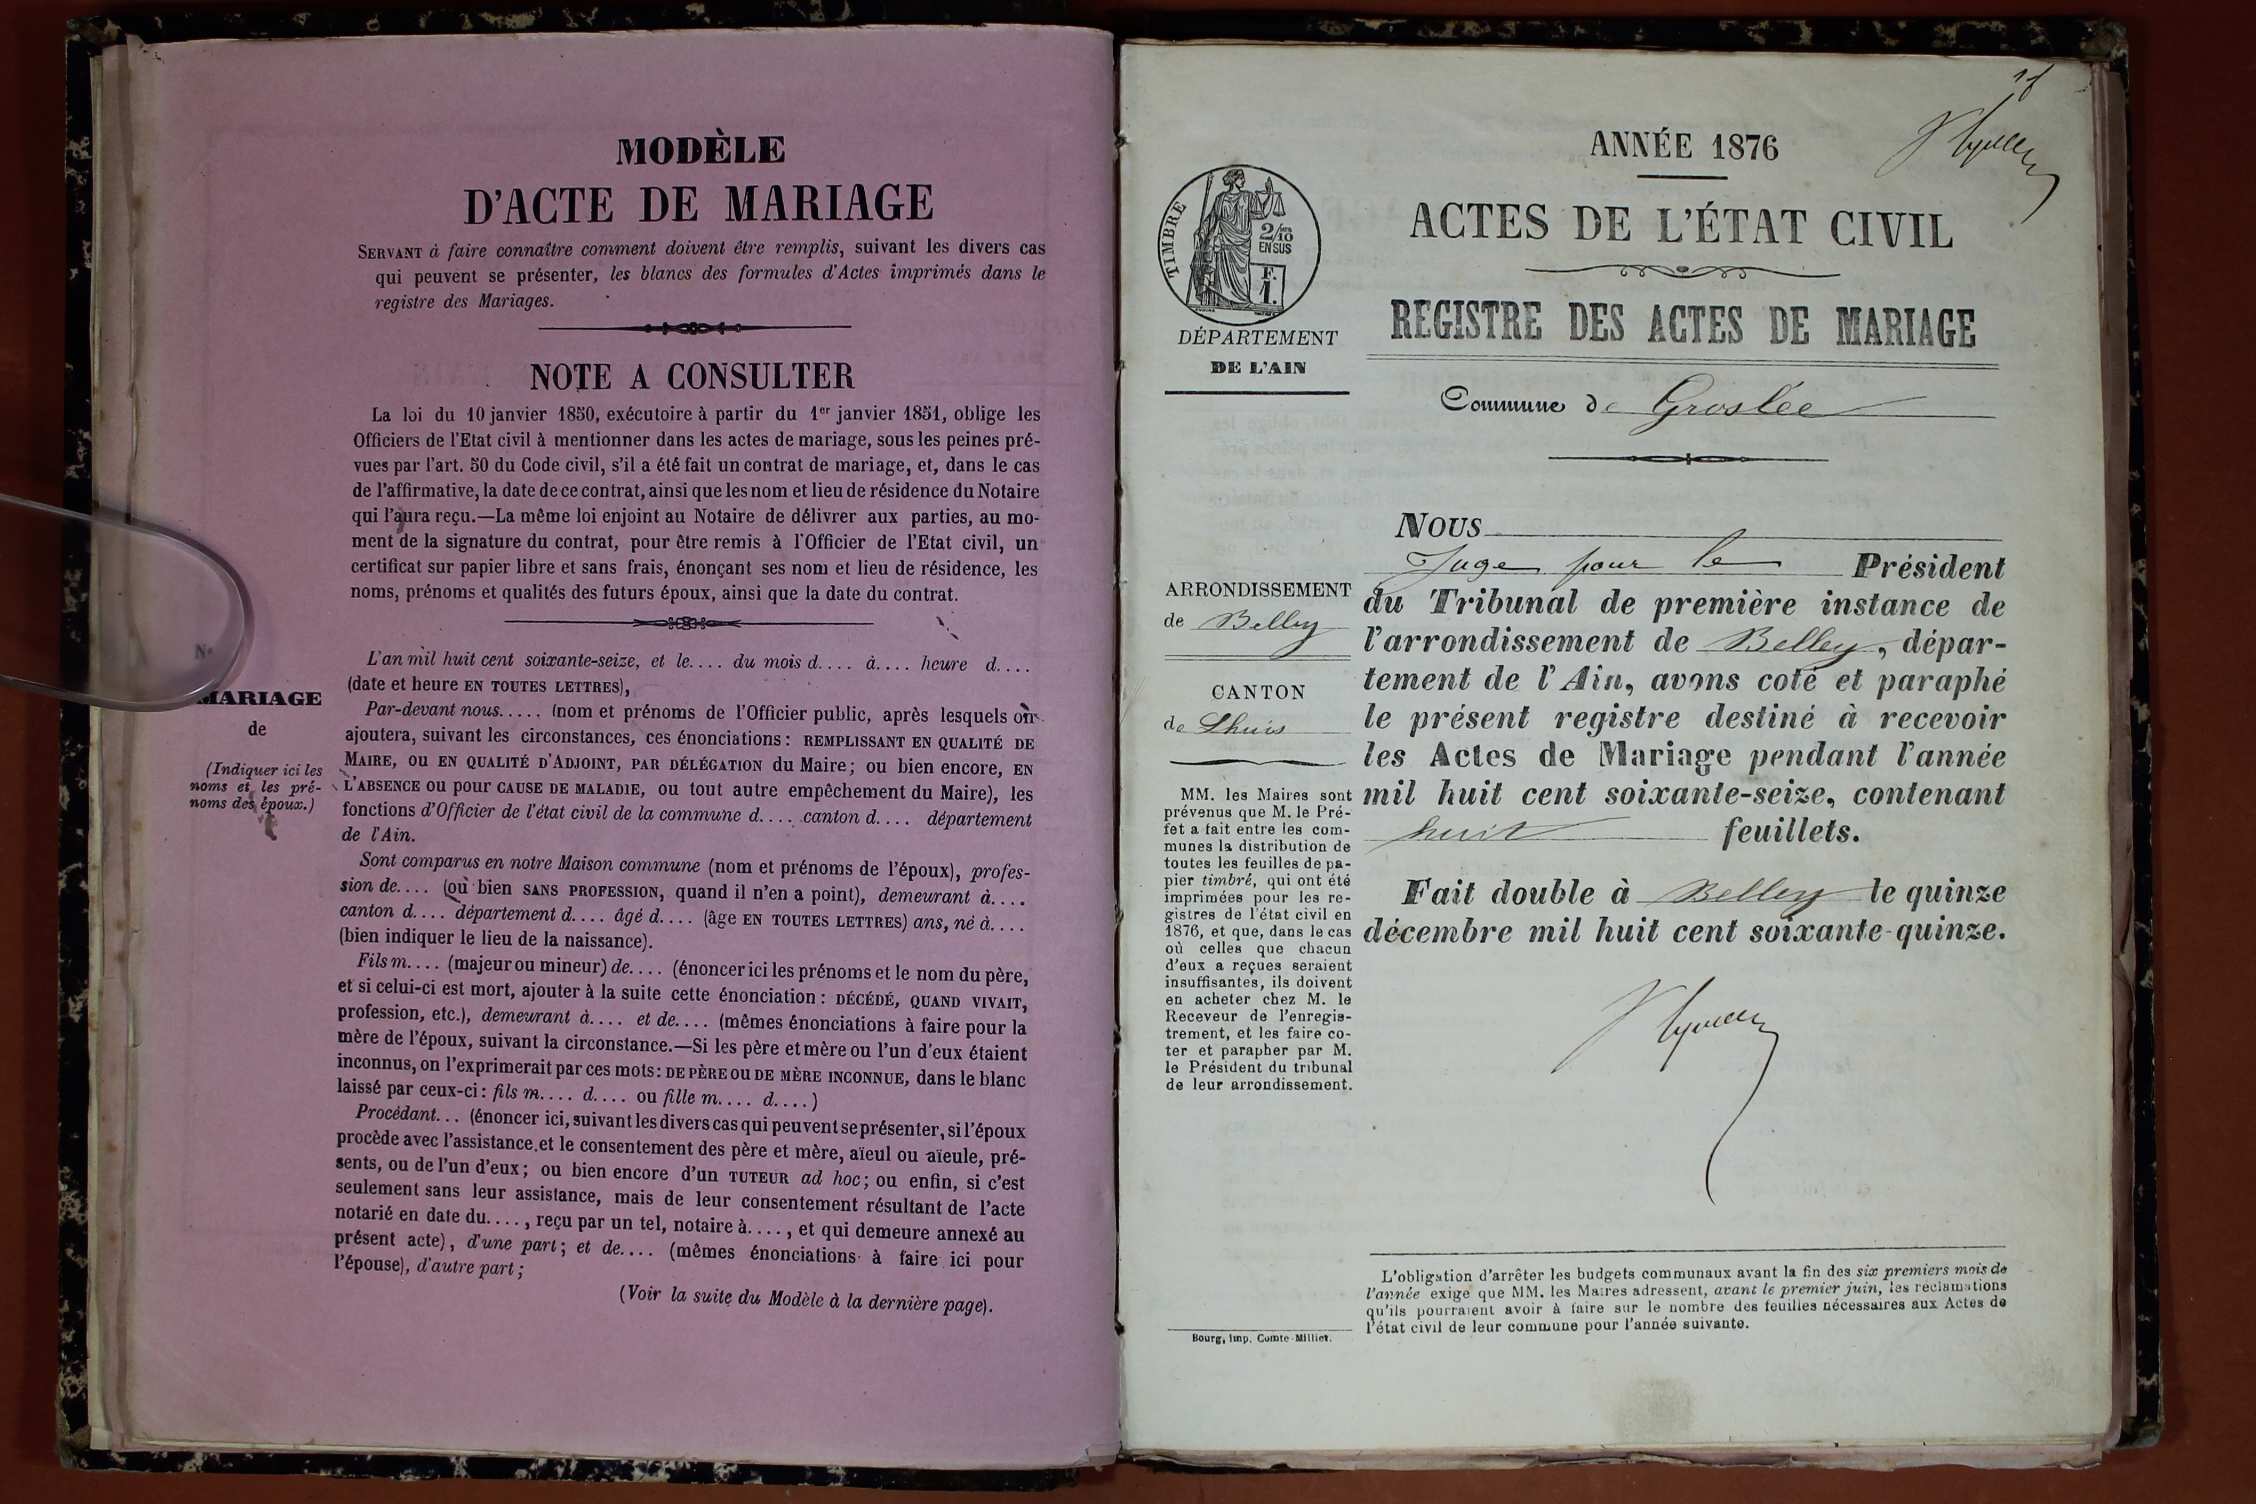 MODÈLE
D'ACTE DE MARIAGE
SERVANT à faire connaître comment doivent être remplis, suivant les divers cas
qui peuvent se présenter, les blancs des formules d'Actes imprimés dans le
registre des Mariages.
NOTE A CONSULTER
La loi du 10 janvier 1850, exécutoire à partir du 1er janvier 1851, oblige les
Officiers de l'Etat civil à mentionner dans les actes de mariage, sous les peines pré-
vues par l'art. 50 du Code civil, s'il a été fait un contrat de mariage, et, dans le cas
de l'affirmative, la date de ce contrat, ainsi que les nom et lieu de résidence du Notaire
qui l'aura reçu.—La même loi enjoint au Notaire de délivrer aux parties, au mo-
ment de la signature du contrat, pour être remis à l'Officier de l'Etat civil, un
certificat sur papier libre et sans frais, énonçant ses nom et lieu de résidence, les
noms, prénoms et qualités des futurs époux, ainsi que la date du contrat.
N°
MARIAGE
de
(Indiquer ici les
noms et les pré-
noms des époux.)
L'an mil huit cent soixante-seize, et le.... du mois d.... à.... heure d....
(date et heure EN TOUTES LETTRES),
Par-devant nous..... (nom et prénoms de l'Officier public, après lesquels on
ajoutera, suivant les circonstances, ces énonciations: REMPLISSANT EN QUALITÉ DE
MAIRE, ou EN QUALITÉ D'ADJOINT, PAR DÉLÉGATION du Maire; ou bien encore, EN
L'ABSENCE ou pour CAUSE DE MALADIE, ou tout autre empêchement du Maire), les
fonctions d'Officier de l'état civil de la commune d.... canton d.... département
de l'Ain.
Sont comparus en notre Maison commune (nom et prénoms de l'époux), profes-
sion de.... (ou bien SANS PROFESSION, quand il n'en a point), demeurant à....
canton d.... département d.... âgé d.... (âge EN TOUTES LETTRES) ans, né à....
(bien indiquer le lieu de la naissance).
Fils m.... (majeur ou mineur) de.... (énoncer ici les prénoms et le nom du père,
et si celui-ci est mort, ajouter à la suite cette énonciation: DÉCÉDÉ, QUAND VIVAIT,
profession, etc.), demeurant à.... et de.... (mêmes énonciations à faire pour la
mère de l'époux, suivant la circonstance.—Si les père et mère ou l'un d'eux étaient
inconnus, on l'exprimerait par ces mots: DE PÈRE OU DE MÈRE INCONNUE, dans le blanc
laissé par ceux-ci: fils m.... d.... ou fille m.... d....)
Procédant... (énoncer ici, suivant les divers cas qui peuvent se présenter, si l'époux
procède avec l'assistance et le consentement des père et mère, aïeul ou aïeule, pré-
sents, ou de l'un d'eux; ou bien encore d'un TUTEUR ad hoc; ou enfin, si c'est
seulement sans leur assistance, mais de leur consentement résultant de l'acte
notarié en date du...., reçu par un tel, notaire à...., et qui demeure annexé au
présent acte), d'une part; et de.... (mêmes énonciations à faire ici pour
l'épouse), d'autre part;
(Voir la suite du Modèle à la dernière page).
ANNÉE 1876
ACTES DE L'ÉTAT CIVIL
REGISTRE DES ACTES DE MARIAGE
TIMBRE
2/10es
EN SUS
F.
1.
DÉPARTEMENT
DE L'AIN
Commune de Groslée
NOUS
Juge pour le Président
du Tribunal de première instance de
l'arrondissement de Belley, dépar-
tement de l'Ain, avons coté et paraphé
le présent registre destiné à recevoir
les Actes de Mariage pendant l'année
mil huit cent soixante-seize, contenant
huit feuillets.
Fait double à Belley le quinze
décembre mil huit cent soixante-quinze.
ARRONDISSEMENT
de Belley
CANTON
de Lhuis
MM. les Maires sont
prévenus que M. le Pré-
fet a fait entre les com-
munes la distribution de
toutes les feuilles de pa-
pier timbré, qui ont été
imprimées pour les re-
gistres de l'état civil en
1876, et que, dans le cas
où celles que chacun
d'eux a reçues seraient
insuffisantes, ils doivent
en acheter chez M. le
Receveur de l'enregis-
trement, et les faire co-
ter et parapher par M.
le Président du tribunal
de leur arrondissement.
L'obligation d'arrêter les budgets communaux avant la fin des six premiers mois de
l'année exige que MM. les Maires adressent, avant le premier juin, les réclamations
qu'ils pourraient avoir à faire sur le nombre des feuilles nécessaires aux Actes de
l'état civil de leur commune pour l'année suivante.
Bourg, imp. Comte-Milliet.